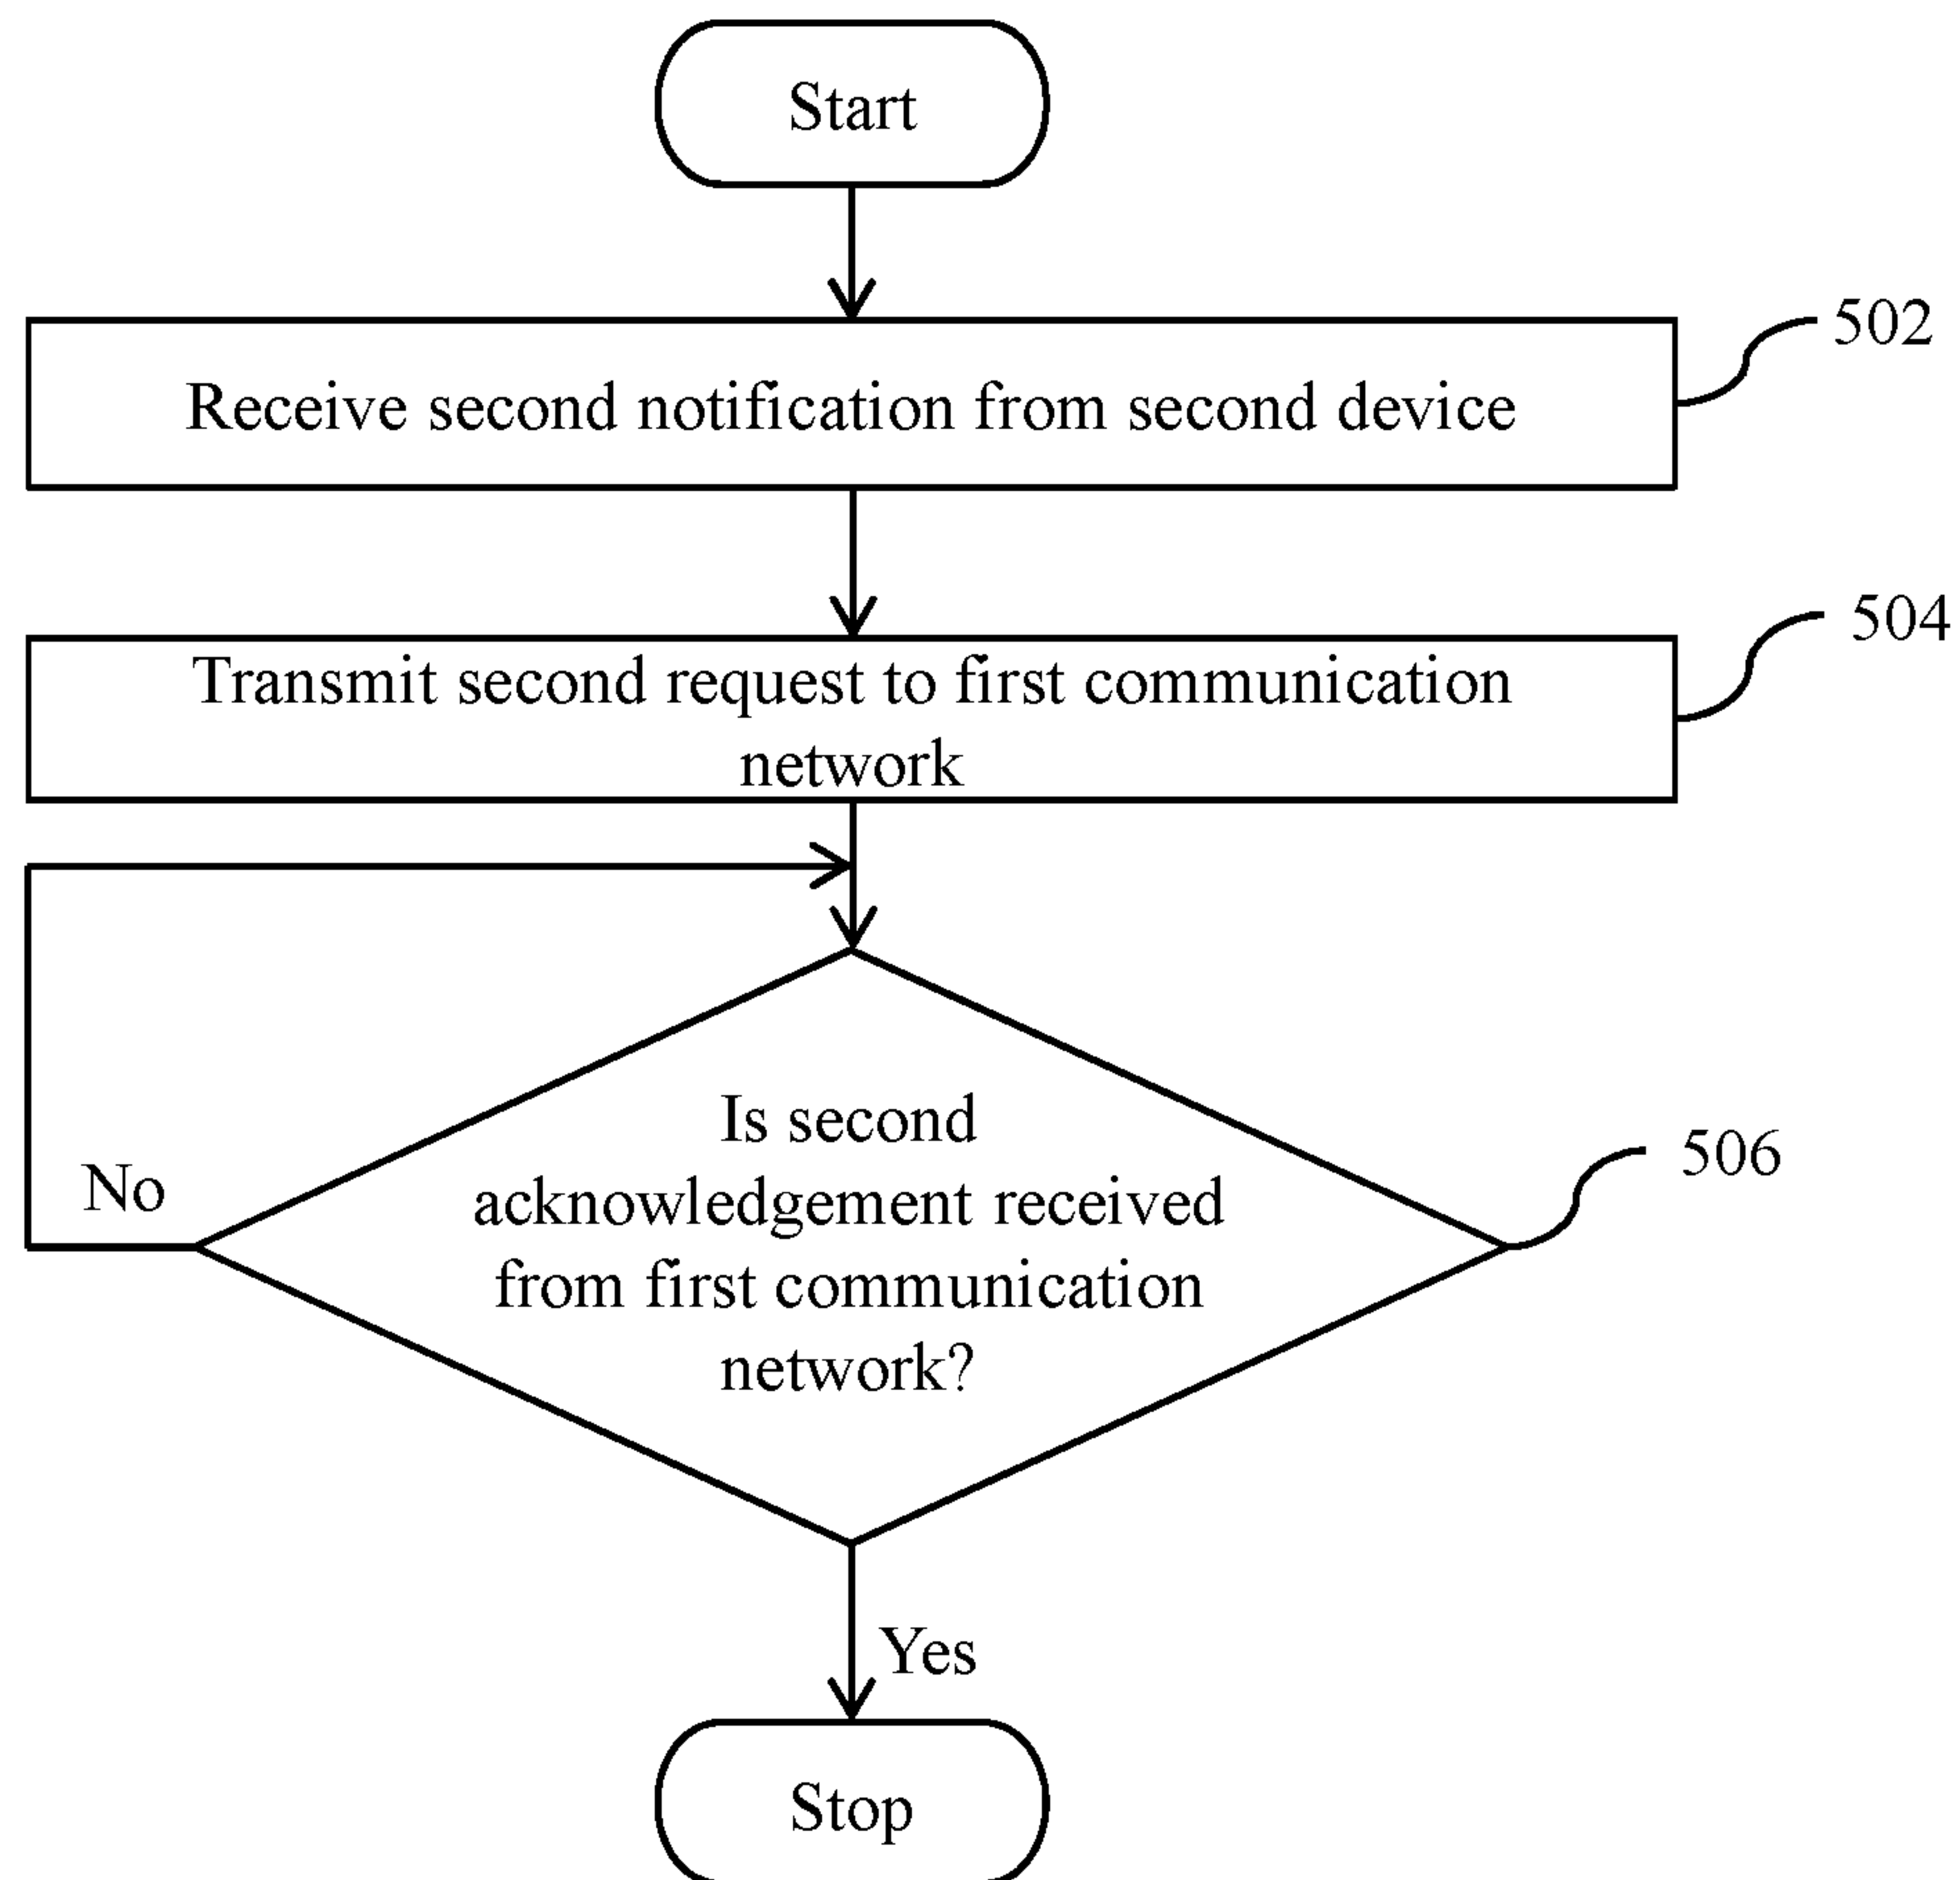 Start
502
Receive second notification from second device
504
Transmit second request to first communication
network
Is second
acknowledgement received
from first communication
network?
506
No
Yes
Stop